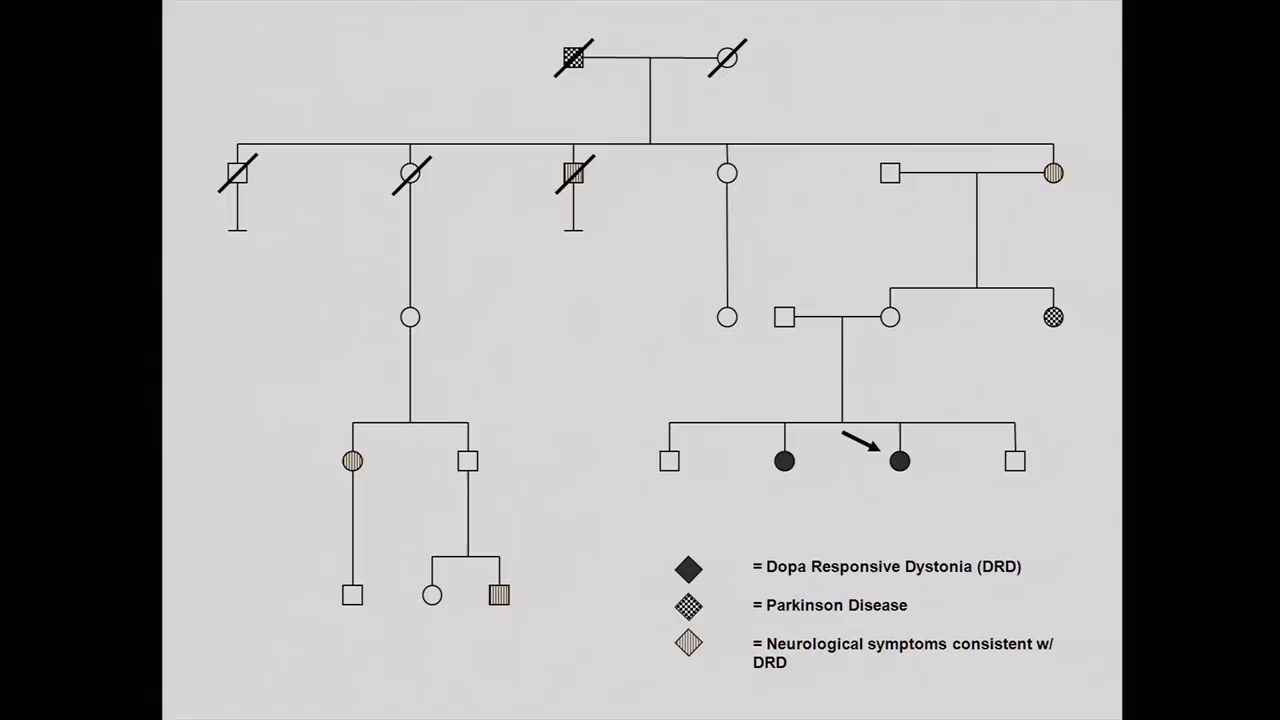 = Dopa Responsive Dystonia (DRD)
= Parkinson Disease
= Neurological symptoms consistent w/
DRD